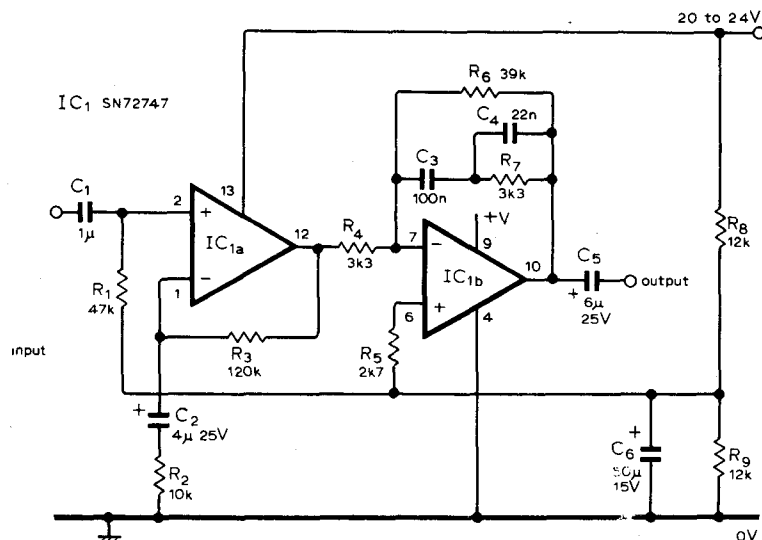 20 to 24V
R6 39k
IC1 SN72747
C4 22n
C3
100n
R7
3k3
C1
1µ
2
+
13
IC1a
12
−
1
R4
3k3
+V
7
−
9
IC1b
10
+
6
4
C5
+
6µ
25V
output
R8
12k
R1
47k
input
R3
120k
R5
2k7
+
C2
4µ 25V
R2
10k
+
C6
15V
R9
12k
0V